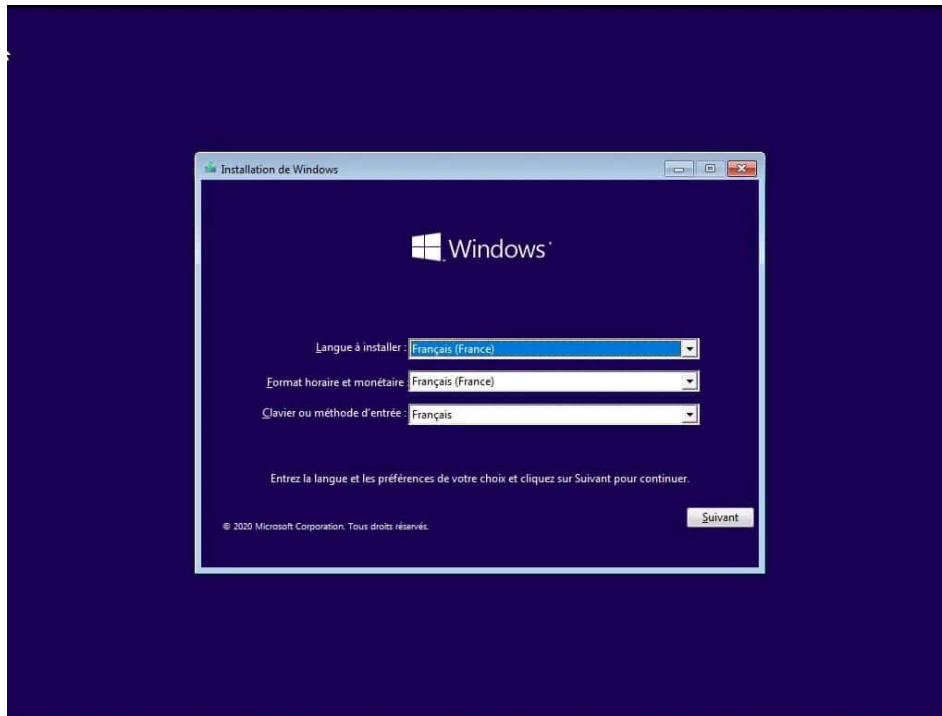 Installation de Windows
Windows
Langue à installer : Français (France)
Format horaire et monétaire : Français (France)
Clavier ou méthode d'entrée : Français
Entrez la langue et les préférences de votre choix et cliquez sur Suivant pour continuer.
Suivant
© 2020 Microsoft Corporation. Tous droits réservés.